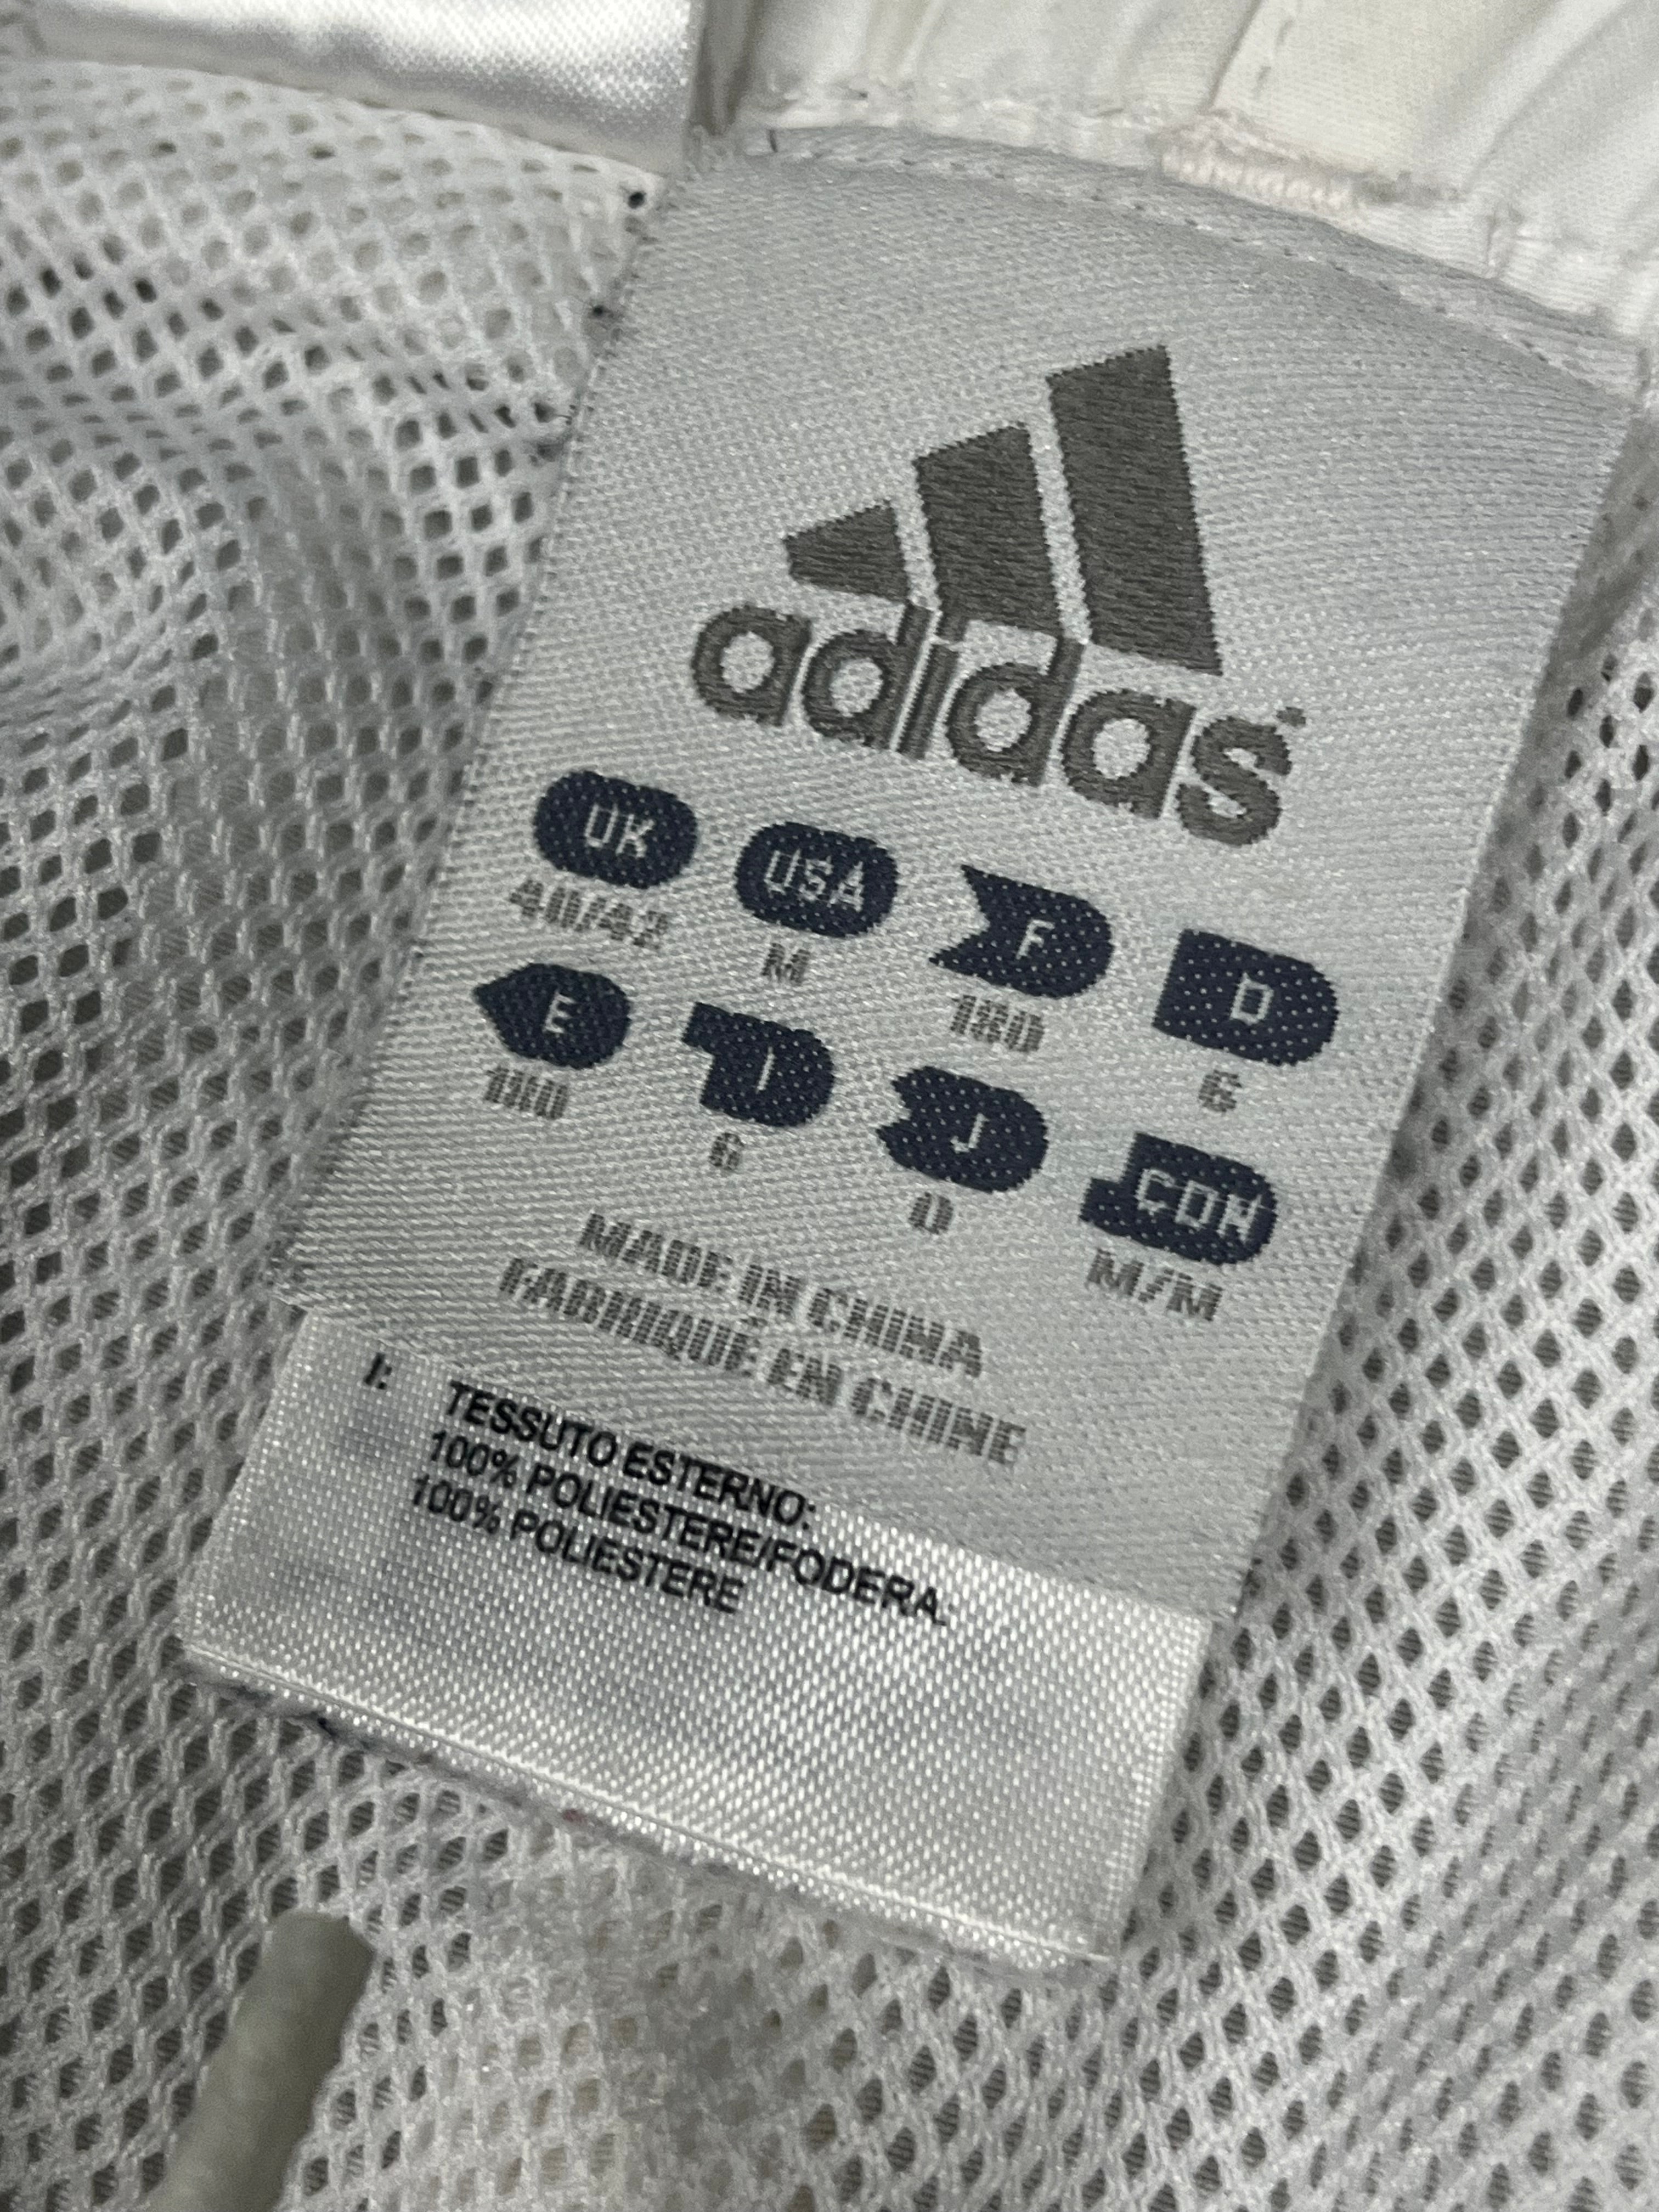 adidas
UK USA F D
40/42 M 180 6
E I J CDN
180 6 O M/M
MADE IN CHINA
FABRIQUE EN CHINE
I: TESSUTO ESTERNO:
100% POLIESTERE/FODERA.
100% POLIESTERE